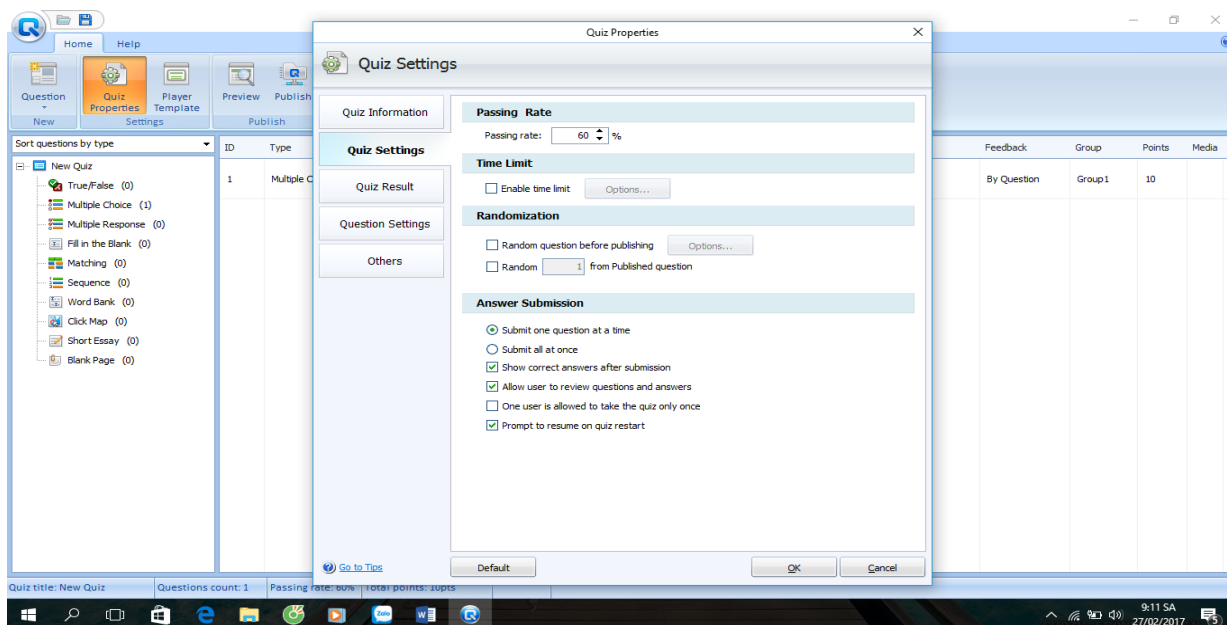 Quiz Properties
Home Help
Quiz Settings
Question
Quiz Properties
Player Template
Preview Publish
New Settings Publish
Sort questions by type
ID Type Feedback Group Points Media
New Quiz
True/False (0)
Multiple Choice (1)
Multiple Response (0)
Fill in the Blank (0)
Matching (0)
Sequence (0)
Word Bank (0)
Click Map (0)
Short Essay (0)
Blank Page (0)
1 Multiple C By Question Group1 10
Quiz Information
Quiz Settings
Quiz Result
Question Settings
Others
Passing Rate
Passing rate: 60 %
Time Limit
Enable time limit Options...
Randomization
Random question before publishing Options...
Random 1 from Published question
Answer Submission
Submit one question at a time
Submit all at once
Show correct answers after submission
Allow user to review questions and answers
One user is allowed to take the quiz only once
Prompt to resume on quiz restart
Go to Tips Default OK Cancel
Quiz title: New Quiz Questions count: 1 Passing rate: 60% Total points: 10pts
Zalo
9:11 SA
27/02/2017
5